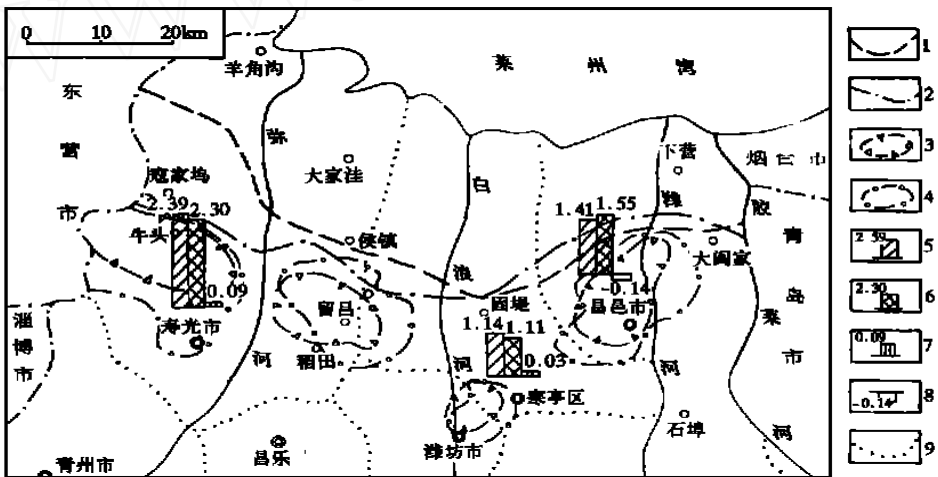 0 10 20km
羊角沟
莱州湾
东营市
弥河
寇家坞
大家洼
白浪河
下营
烟台市
潍河
胶莱河
青岛市
2.39 2.30
0.09
牛头
侯镇
1.41 1.55
-0.14
大阖家
淄博市
寿光市
留吕
稻田
固堤
昌邑市
1.14 1.11
0.03
寒亭区
潍坊市
石埠
昌乐
青州市
1
2
3
4
2.39
5
2.30
6
0.09
7
-0.14
8
9